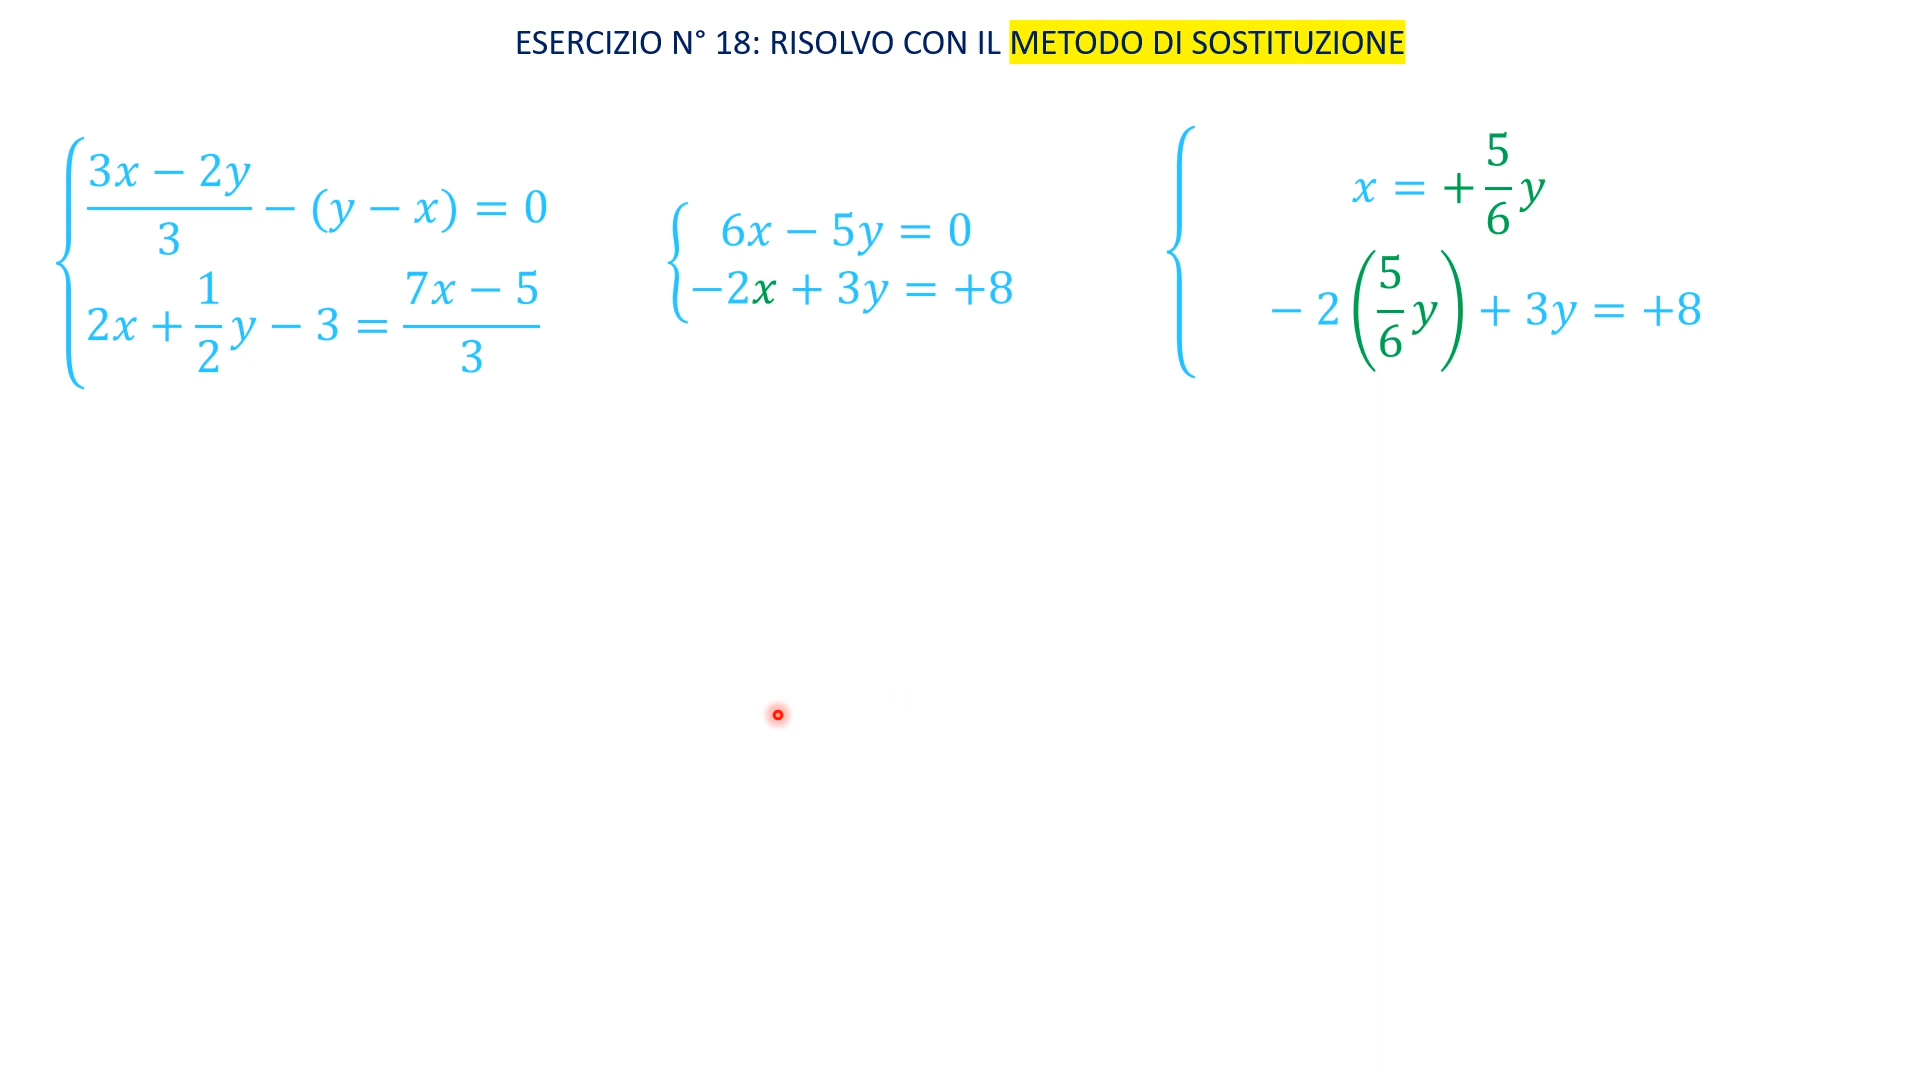 ESERCIZIO N° 18: RISOLVO CON IL METODO DI SOSTITUZIONE
{ (3x − 2y)/3 − (y − x) = 0
2x + 1/2 y − 3 = (7x − 5)/3
{ 6x − 5y = 0
−2x + 3y = +8
{ x = + 5/6 y
− 2 (5/6 y) + 3y = +8